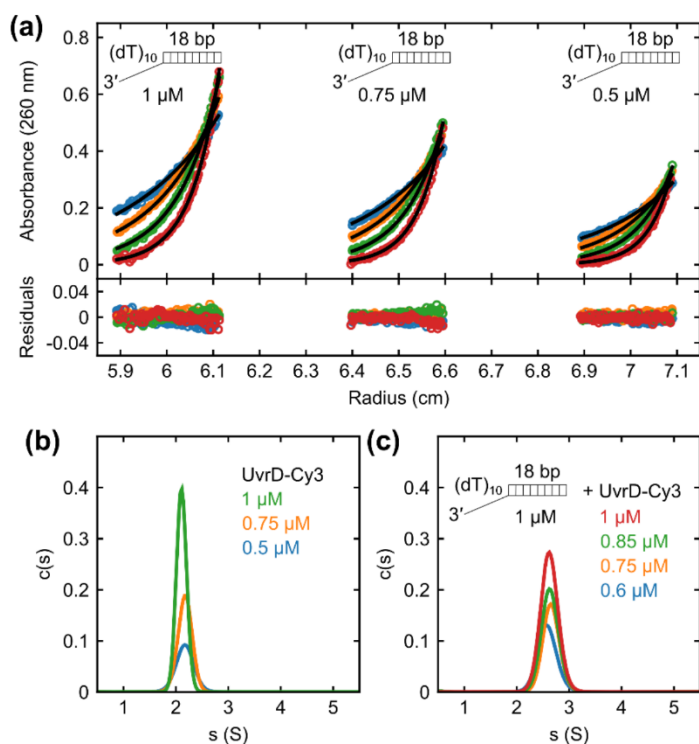 (a)
Absorbance (260 nm)
0.8
0.6
0.4
0.2
0
18 bp
(dT)10
3′
1 µM
18 bp
(dT)10
3′
0.75 µM
18 bp
(dT)10
3′
0.5 µM
Residuals
0.04
0
-0.04
5.9 6 6.1 6.2 6.3 6.4 6.5 6.6 6.7 6.8 6.9 7 7.1
Radius (cm)
(b)
c(s)
0.4
0.3
0.2
0.1
0
UvrD-Cy3
1 µM
0.75 µM
0.5 µM
1 2 3 4 5
s (S)
(c)
c(s)
0.4
0.3
0.2
0.1
0
18 bp
(dT)10
3′
1 µM
+ UvrD-Cy3
1 µM
0.85 µM
0.75 µM
0.6 µM
1 2 3 4 5
s (S)